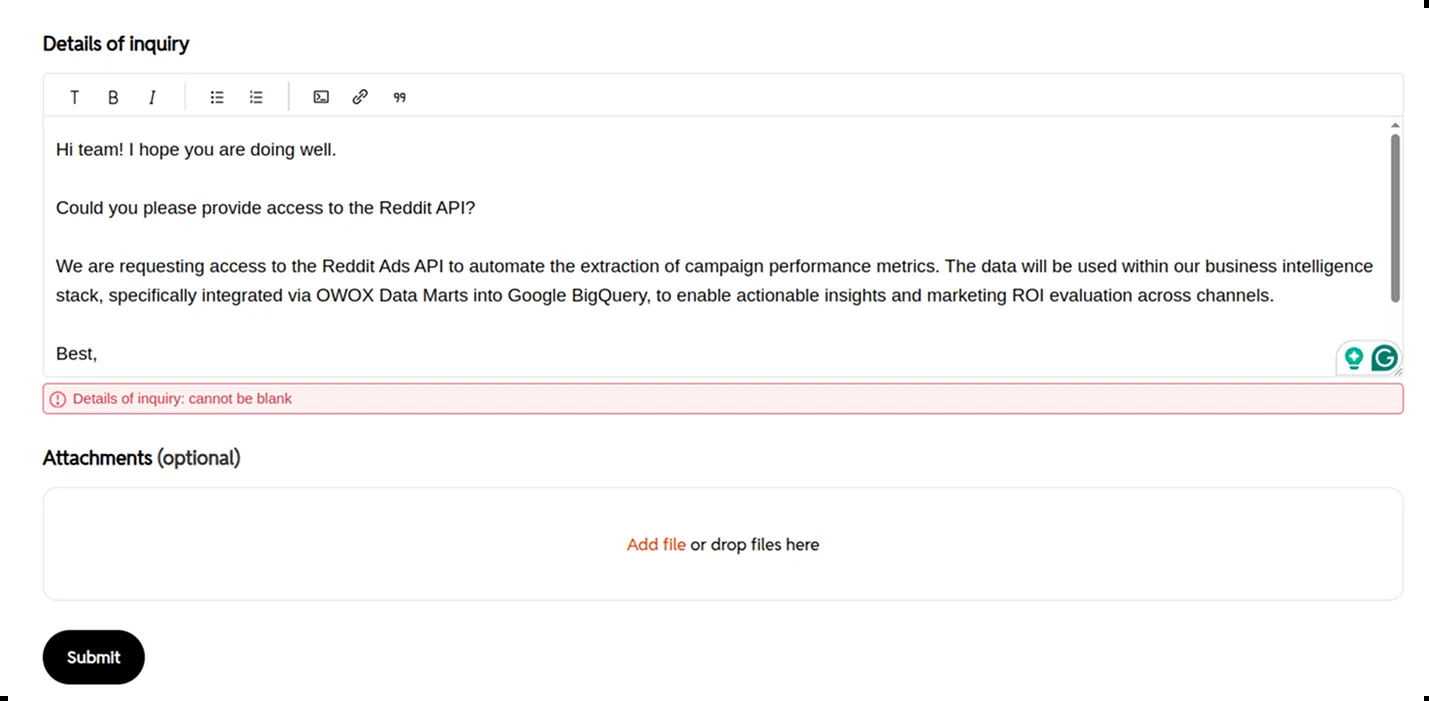 Details of inquiry
T B I 99
Hi team! I hope you are doing well.
Could you please provide access to the Reddit API?
We are requesting access to the Reddit Ads API to automate the extraction of campaign performance metrics. The data will be used within our business intelligence
stack, specifically integrated via OWOX Data Marts into Google BigQuery, to enable actionable insights and marketing ROI evaluation across channels.
Best,
Details of inquiry: cannot be blank
Attachments (optional)
Add file or drop files here
Submit